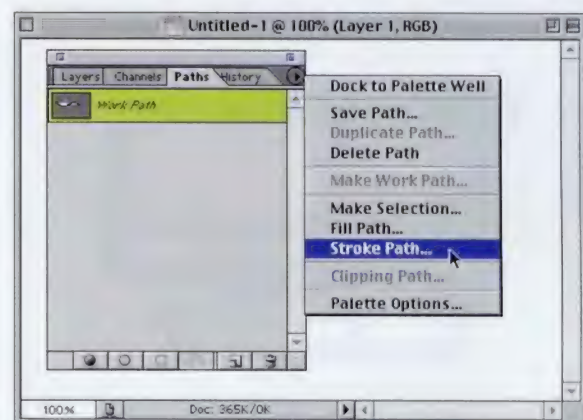 Untitled-1 @ 100% (Layer 1, RGB)
Layers Channels Paths History
Work Path
Dock to Palette Well
Save Path...
Duplicate Path...
Delete Path
Make Work Path...
Make Selection...
Fill Path...
Stroke Path...
Clipping Path...
Palette Options...
100% Doc: 365K/0K